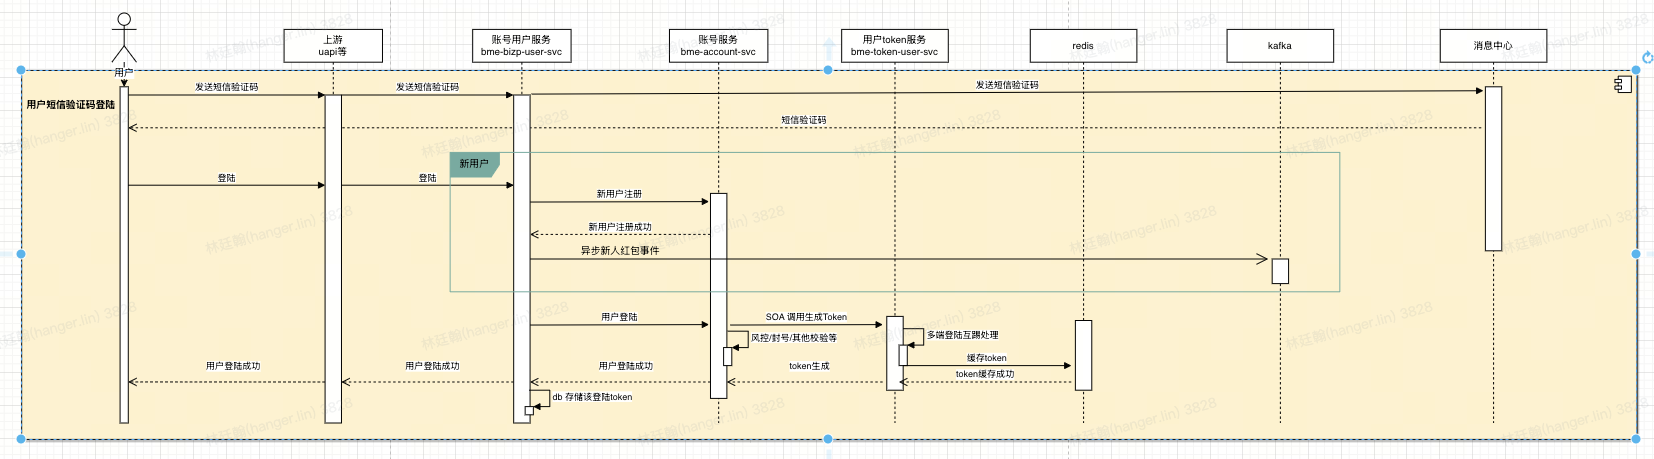 上游
uapi等
账号用户服务
bme-bizp-user-svc
账号服务
bme-account-svc
用户token服务
bme-token-user-svc
redis
kafka
消息中心
用户
用户短信验证码登陆
发送短信验证码
发送短信验证码
发送短信验证码
短信验证码
新用户
登陆
登陆
新用户注册
新用户注册成功
异步新人红包事件
用户登陆
SOA 调用生成Token
风控/封号/其他校验等
多端登陆互踢处理
缓存token
用户登陆成功
用户登陆成功
用户登陆成功
token生成
token缓存成功
db 存储该登陆token
(hanger.lin) 3828